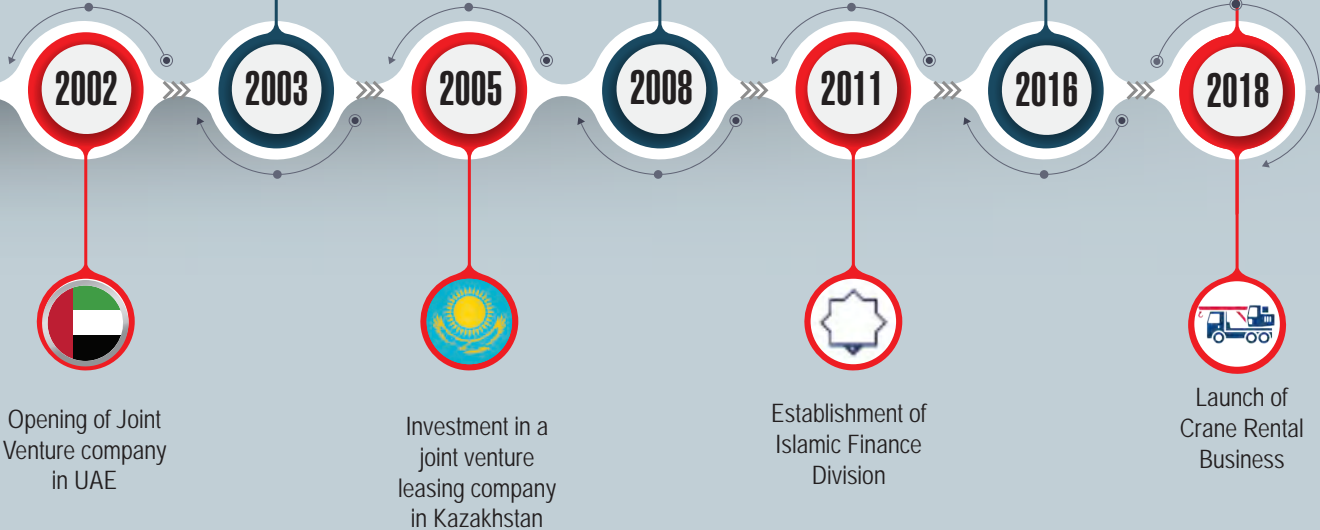 2002
2003
2005
2008
2011
2016
2018
Opening of Joint
Venture company
in UAE
Investment in a
joint venture
leasing company
in Kazakhstan
Establishment of
Islamic Finance
Division
Launch of
Crane Rental
Business